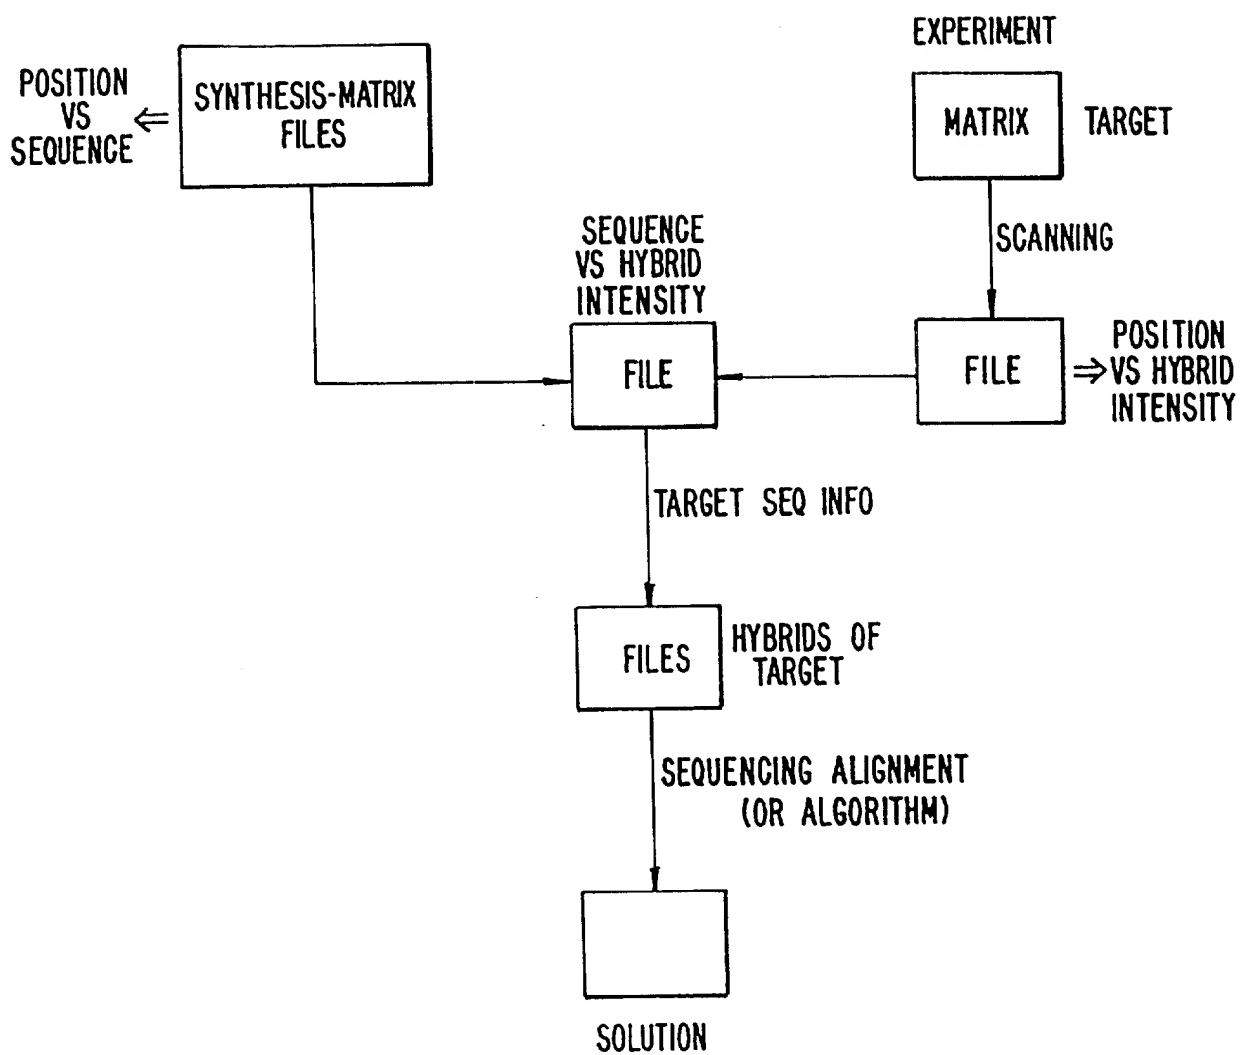 EXPERIMENT
POSITION
VS
SEQUENCE
⇐
SYNTHESIS-MATRIX
FILES
MATRIX
TARGET
SCANNING
SEQUENCE
VS HYBRID
INTENSITY
FILE
FILE
⇒
POSITION
VS HYBRID
INTENSITY
TARGET SEQ INFO
FILES
HYBRIDS OF
TARGET
SEQUENCING ALIGNMENT
(OR ALGORITHM)
SOLUTION